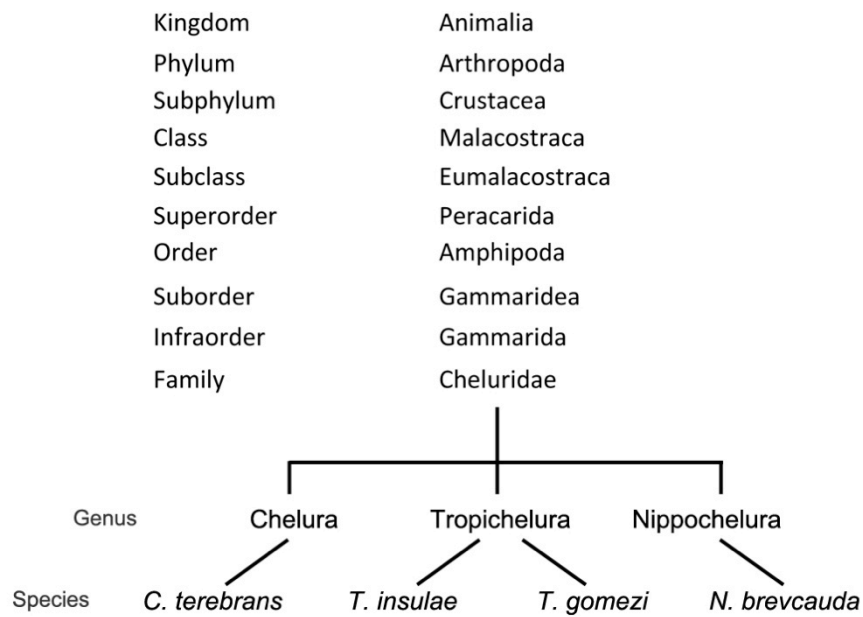 Kingdom Animalia
Phylum Arthropoda
Subphylum Crustacea
Class Malacostraca
Subclass Eumalacostraca
Superorder Peracarida
Order Amphipoda
Suborder Gammaridea
Infraorder Gammarida
Family Cheluridae
Genus Chelura Tropichelura Nippochelura
Species C. terebrans T. insulae T. gomezi N. brevcauda